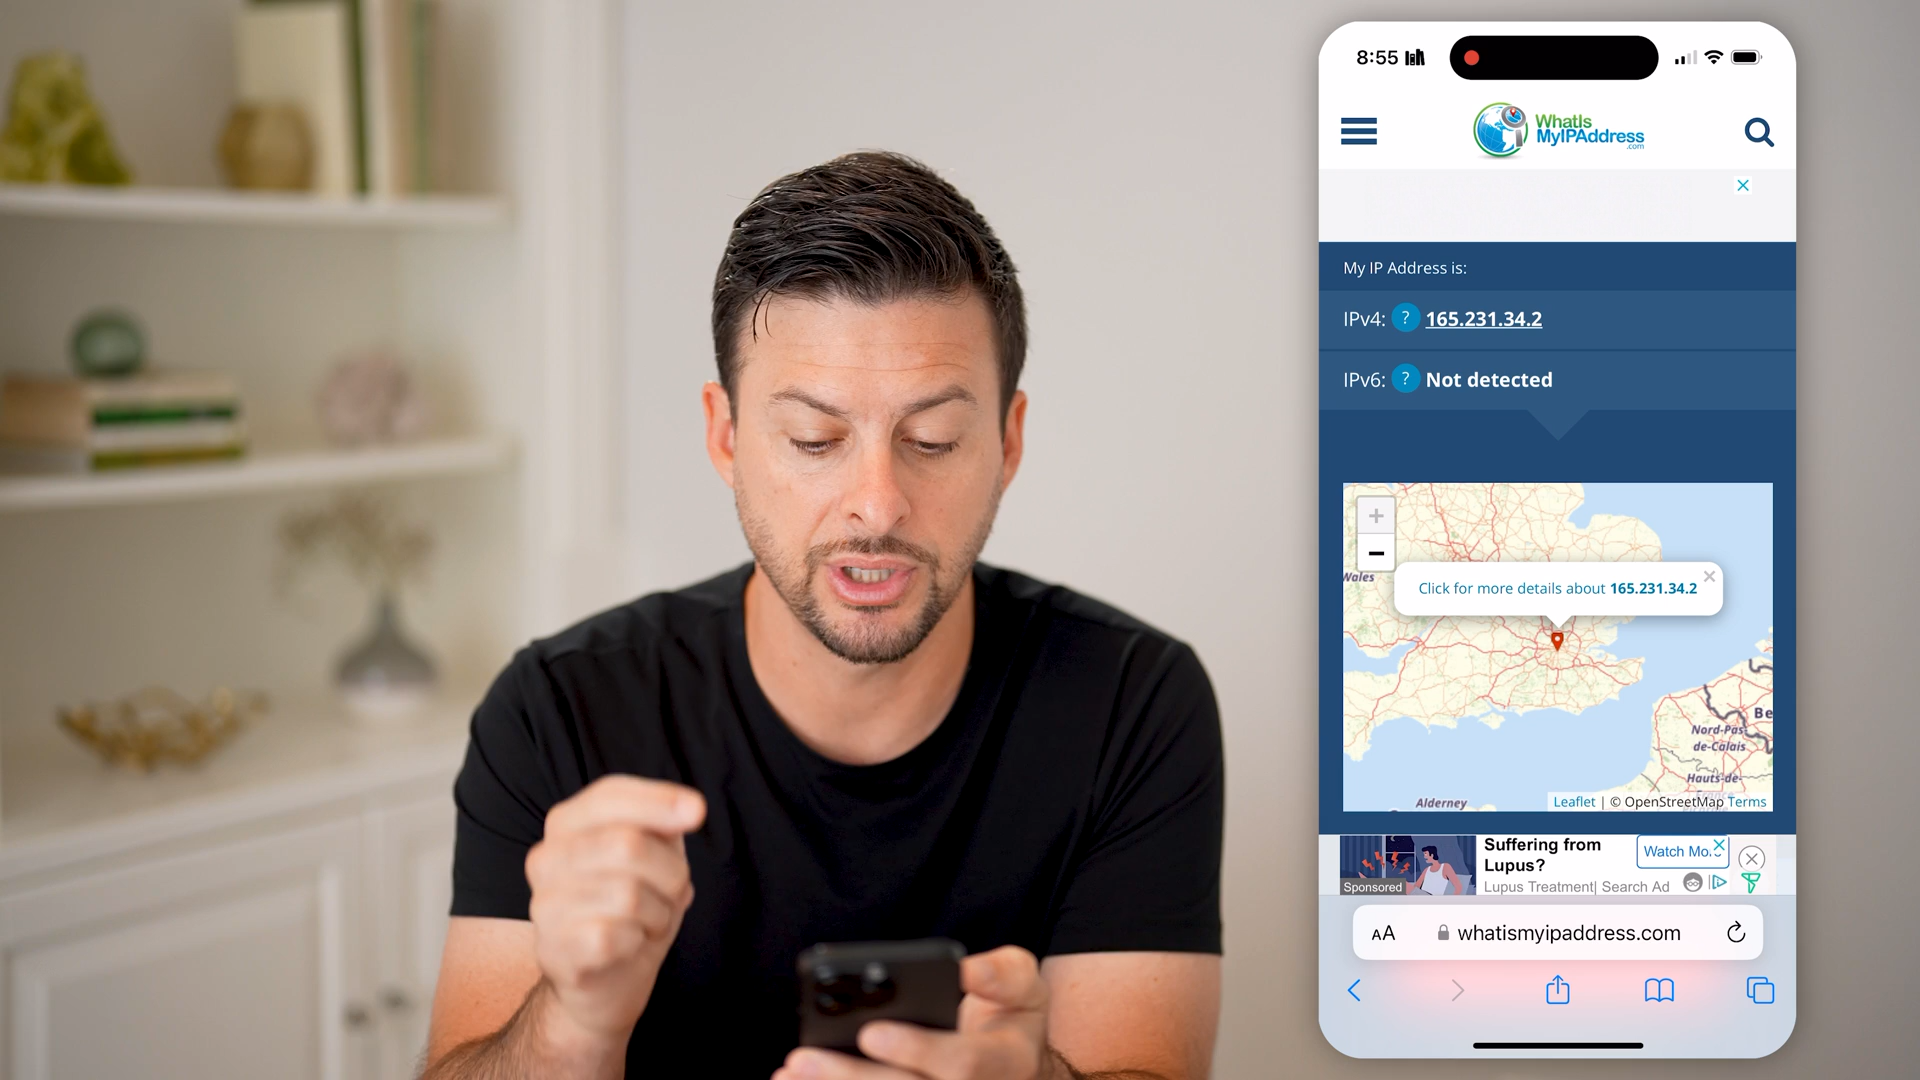 8:55
WhatIs
MyIPAddress
.com
My IP Address is:
IPv4: ? 165.231.34.2
IPv6: ? Not detected
+
−
Wales
Click for more details about 165.231.34.2
Be
Nord-Pas-
de-Calais
Hauts-de-
Alderney
Leaflet | © OpenStreetMap Terms
Suffering from
Lupus?
Watch Mo
Sponsored
Lupus Treatment| Search Ad
AA whatismyipaddress.com